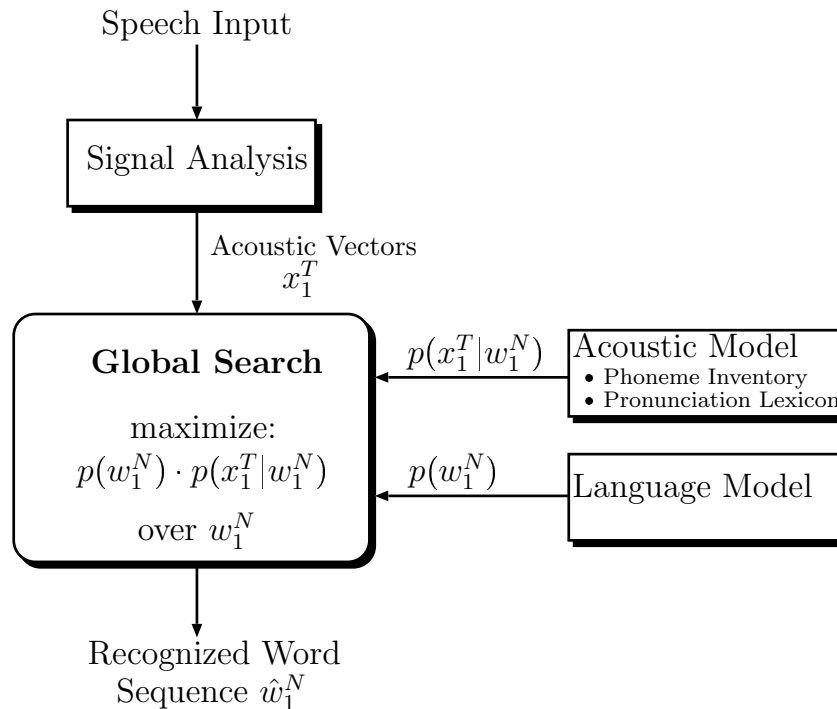 Speech Input
Signal Analysis
Acoustic Vectors
x_1^T
Global Search
maximize:
p(w_1^N) · p(x_1^T|w_1^N)
over w_1^N
p(x_1^T|w_1^N)
Acoustic Model
• Phoneme Inventory
• Pronunciation Lexicon
p(w_1^N)
Language Model
Recognized Word
Sequence ŵ_1^N